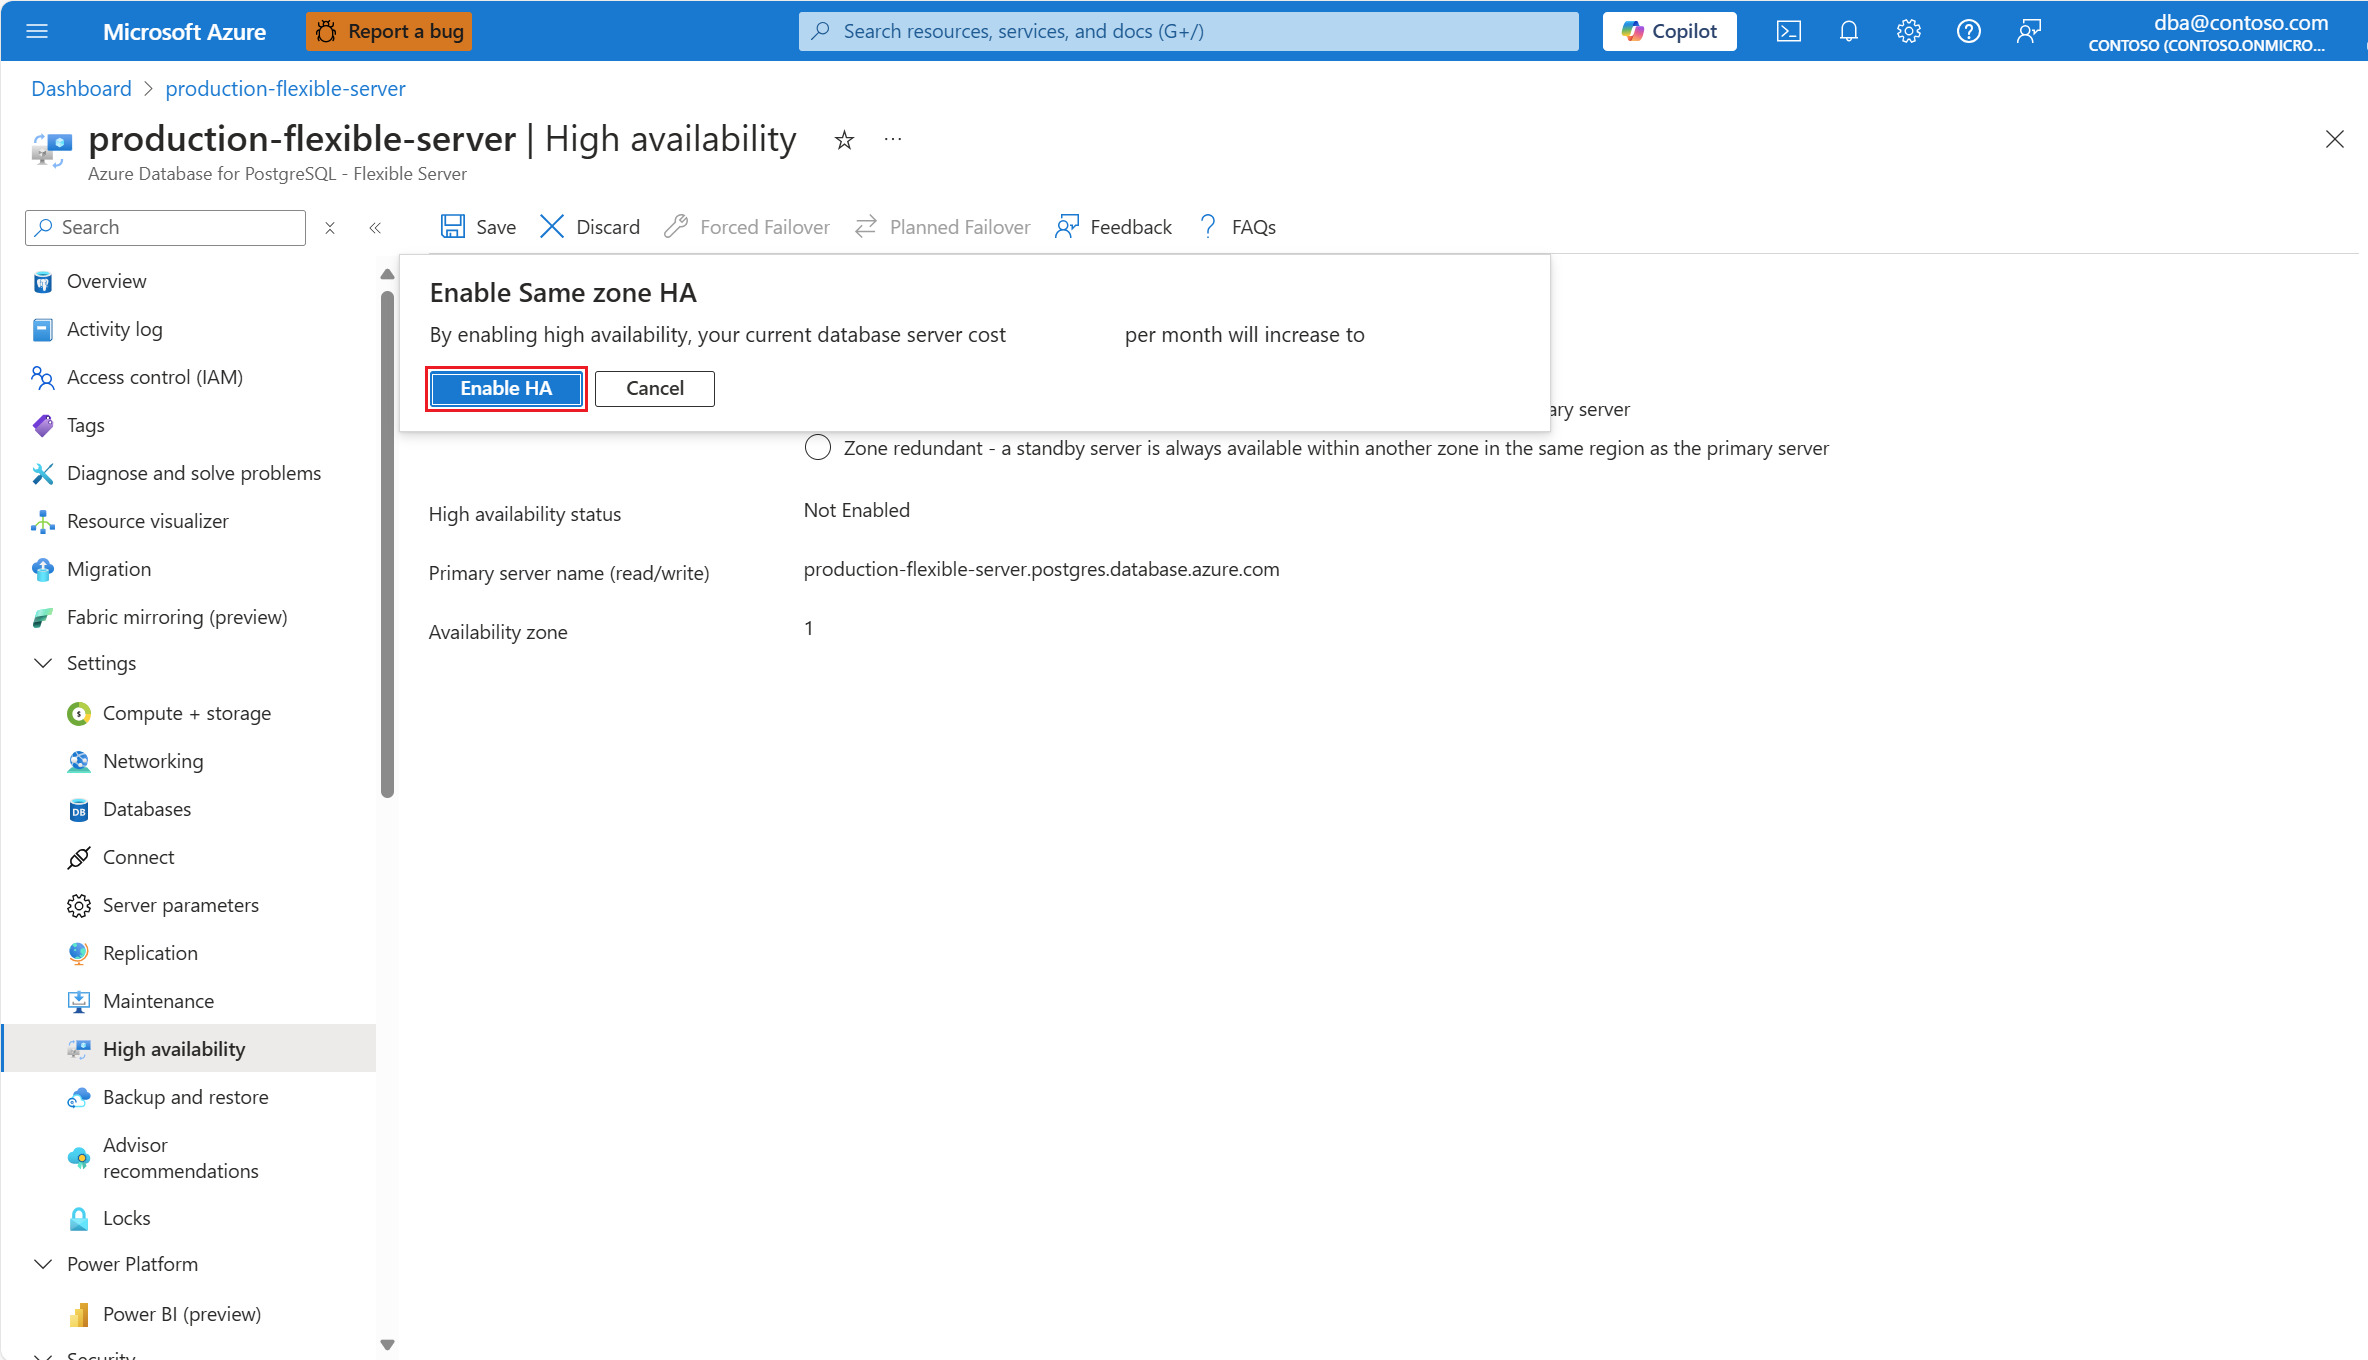 Microsoft Azure
Report a bug
Search resources, services, and docs (G+/)
Copilot
dba@contoso.com
CONTOSO (CONTOSO.ONMICRO...
Dashboard > production-flexible-server
production-flexible-server | High availability
Azure Database for PostgreSQL - Flexible Server
Search
Save
Discard
Forced Failover
Planned Failover
Feedback
FAQs
Overview
Activity log
Access control (IAM)
Tags
Diagnose and solve problems
Resource visualizer
Migration
Fabric mirroring (preview)
Settings
Compute + storage
Networking
Databases
Connect
Server parameters
Replication
Maintenance
High availability
Backup and restore
Advisor
recommendations
Locks
Power Platform
Power BI (preview)
Security
Enable Same zone HA
By enabling high availability, your current database server cost per month will increase to
Enable HA
Cancel
ary server
Zone redundant - a standby server is always available within another zone in the same region as the primary server
High availability status
Not Enabled
Primary server name (read/write)
production-flexible-server.postgres.database.azure.com
Availability zone
1